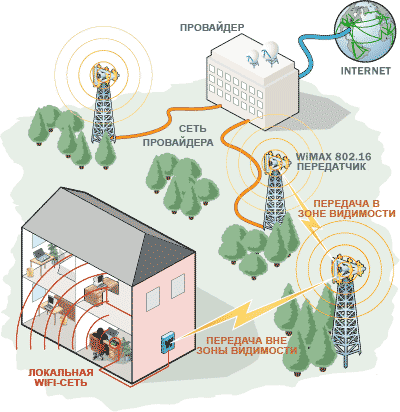 ПРОВАЙДЕР
INTERNET
СЕТЬ
ПРОВАЙДЕРА
WiMAX 802.16
ПЕРЕДАТЧИК
ПЕРЕДАЧА В
ЗОНЕ ВИДИМОСТИ
ПЕРЕДАЧА ВНЕ
ЗОНЫ ВИДИМОСТИ
ЛОКАЛЬНАЯ
WIFI-СЕТЬ